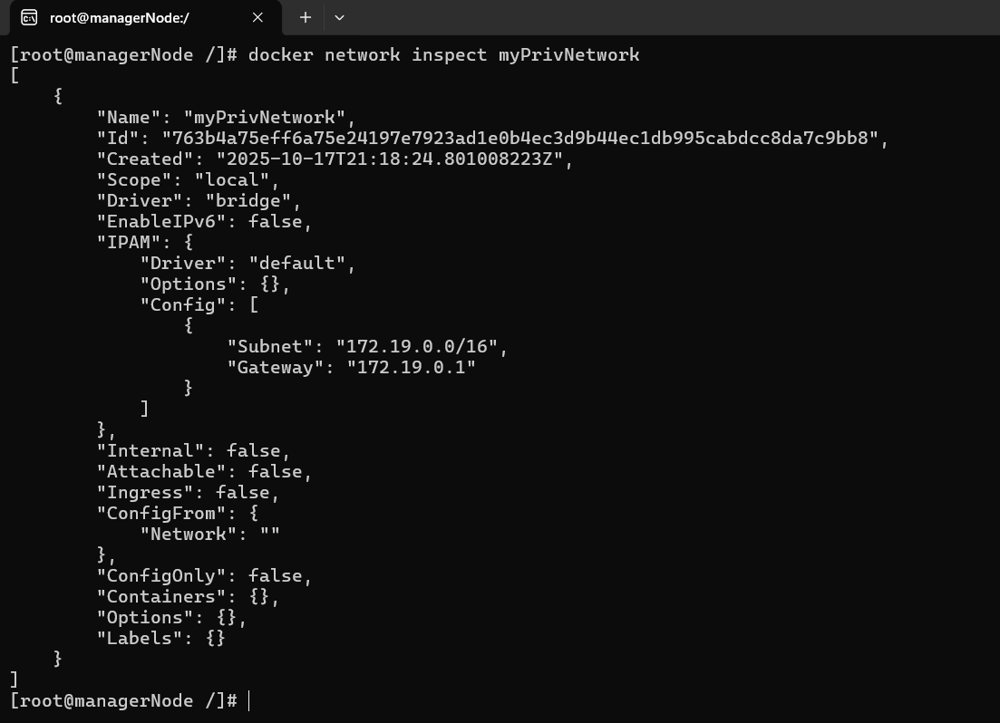 root@managerNode:/
[root@managerNode /]# docker network inspect myPrivNetwork
[
    {
        "Name": "myPrivNetwork",
        "Id": "763b4a75eff6a75e24197e7923ad1e0b4ec3d9b44ec1db995cabdcc8da7c9bb8",
        "Created": "2025-10-17T21:18:24.801008223Z",
        "Scope": "local",
        "Driver": "bridge",
        "EnableIPv6": false,
        "IPAM": {
            "Driver": "default",
            "Options": {},
            "Config": [
                {
                    "Subnet": "172.19.0.0/16",
                    "Gateway": "172.19.0.1"
                }
            ]
        },
        "Internal": false,
        "Attachable": false,
        "Ingress": false,
        "ConfigFrom": {
            "Network": ""
        },
        "ConfigOnly": false,
        "Containers": {},
        "Options": {},
        "Labels": {}
    }
]
[root@managerNode /]#